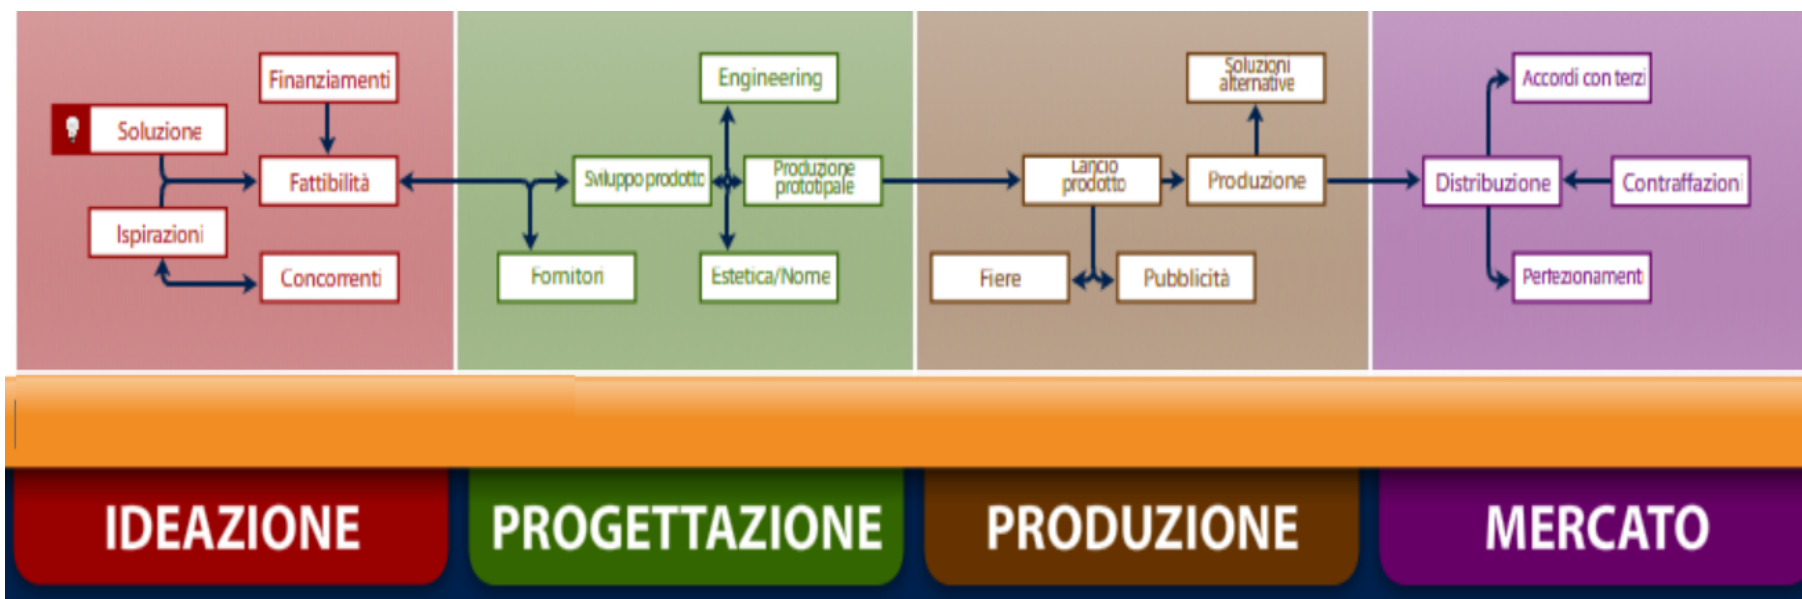 Finanziamenti
Soluzione
Fattibilità
Ispirazioni
Concorrenti
Engineering
Sviluppo prodotto
Produzione
prototipale
Fornitori
Estetica/Nome
Soluzioni
alternative
Lancio
prodotto
Produzione
Fiere
Pubblicità
Accordi con terzi
Distribuzione
Contraffazioni
Perfezionamenti
IDEAZIONE
PROGETTAZIONE
PRODUZIONE
MERCATO